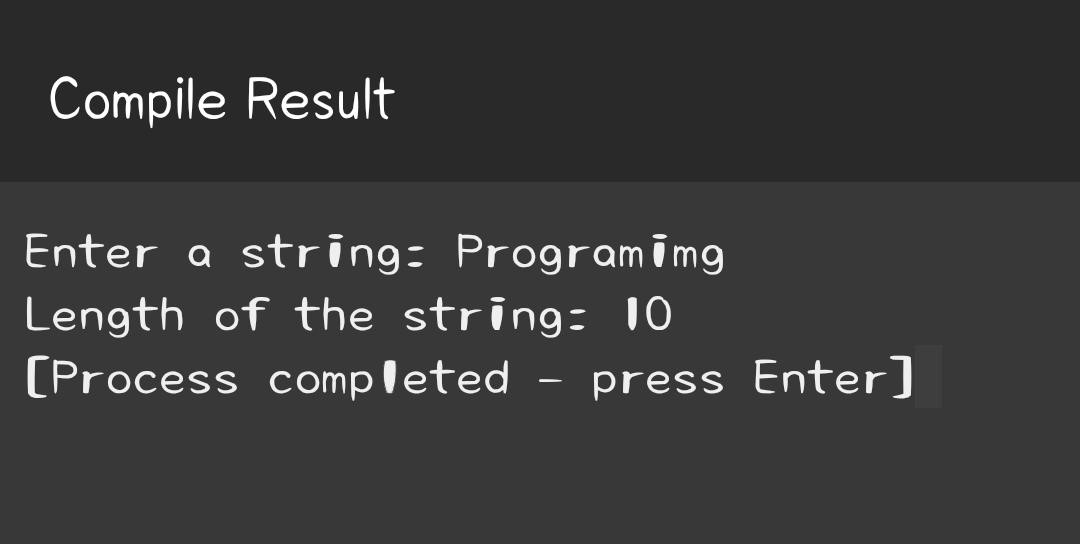 Compile Result
Enter a string: Programimg
Length of the string: 10
[Process completed - press Enter]